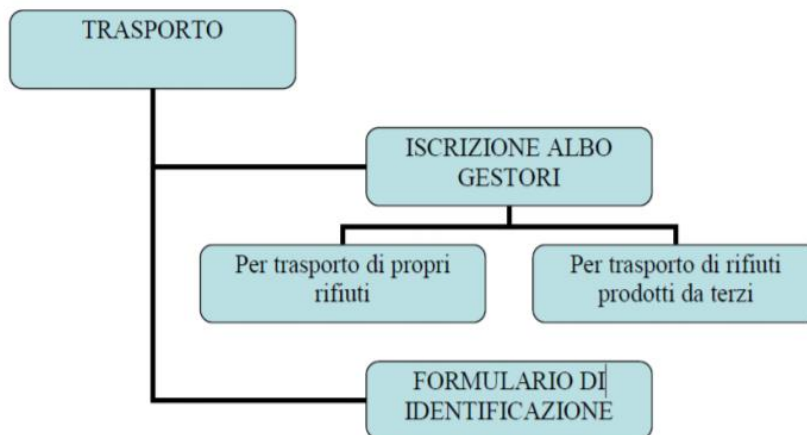 TRASPORTO
ISCRIZIONE ALBO
GESTORI
Per trasporto di propri
rifiuti
Per trasporto di rifiuti
prodotti da terzi
FORMULARIO DI
IDENTIFICAZIONE